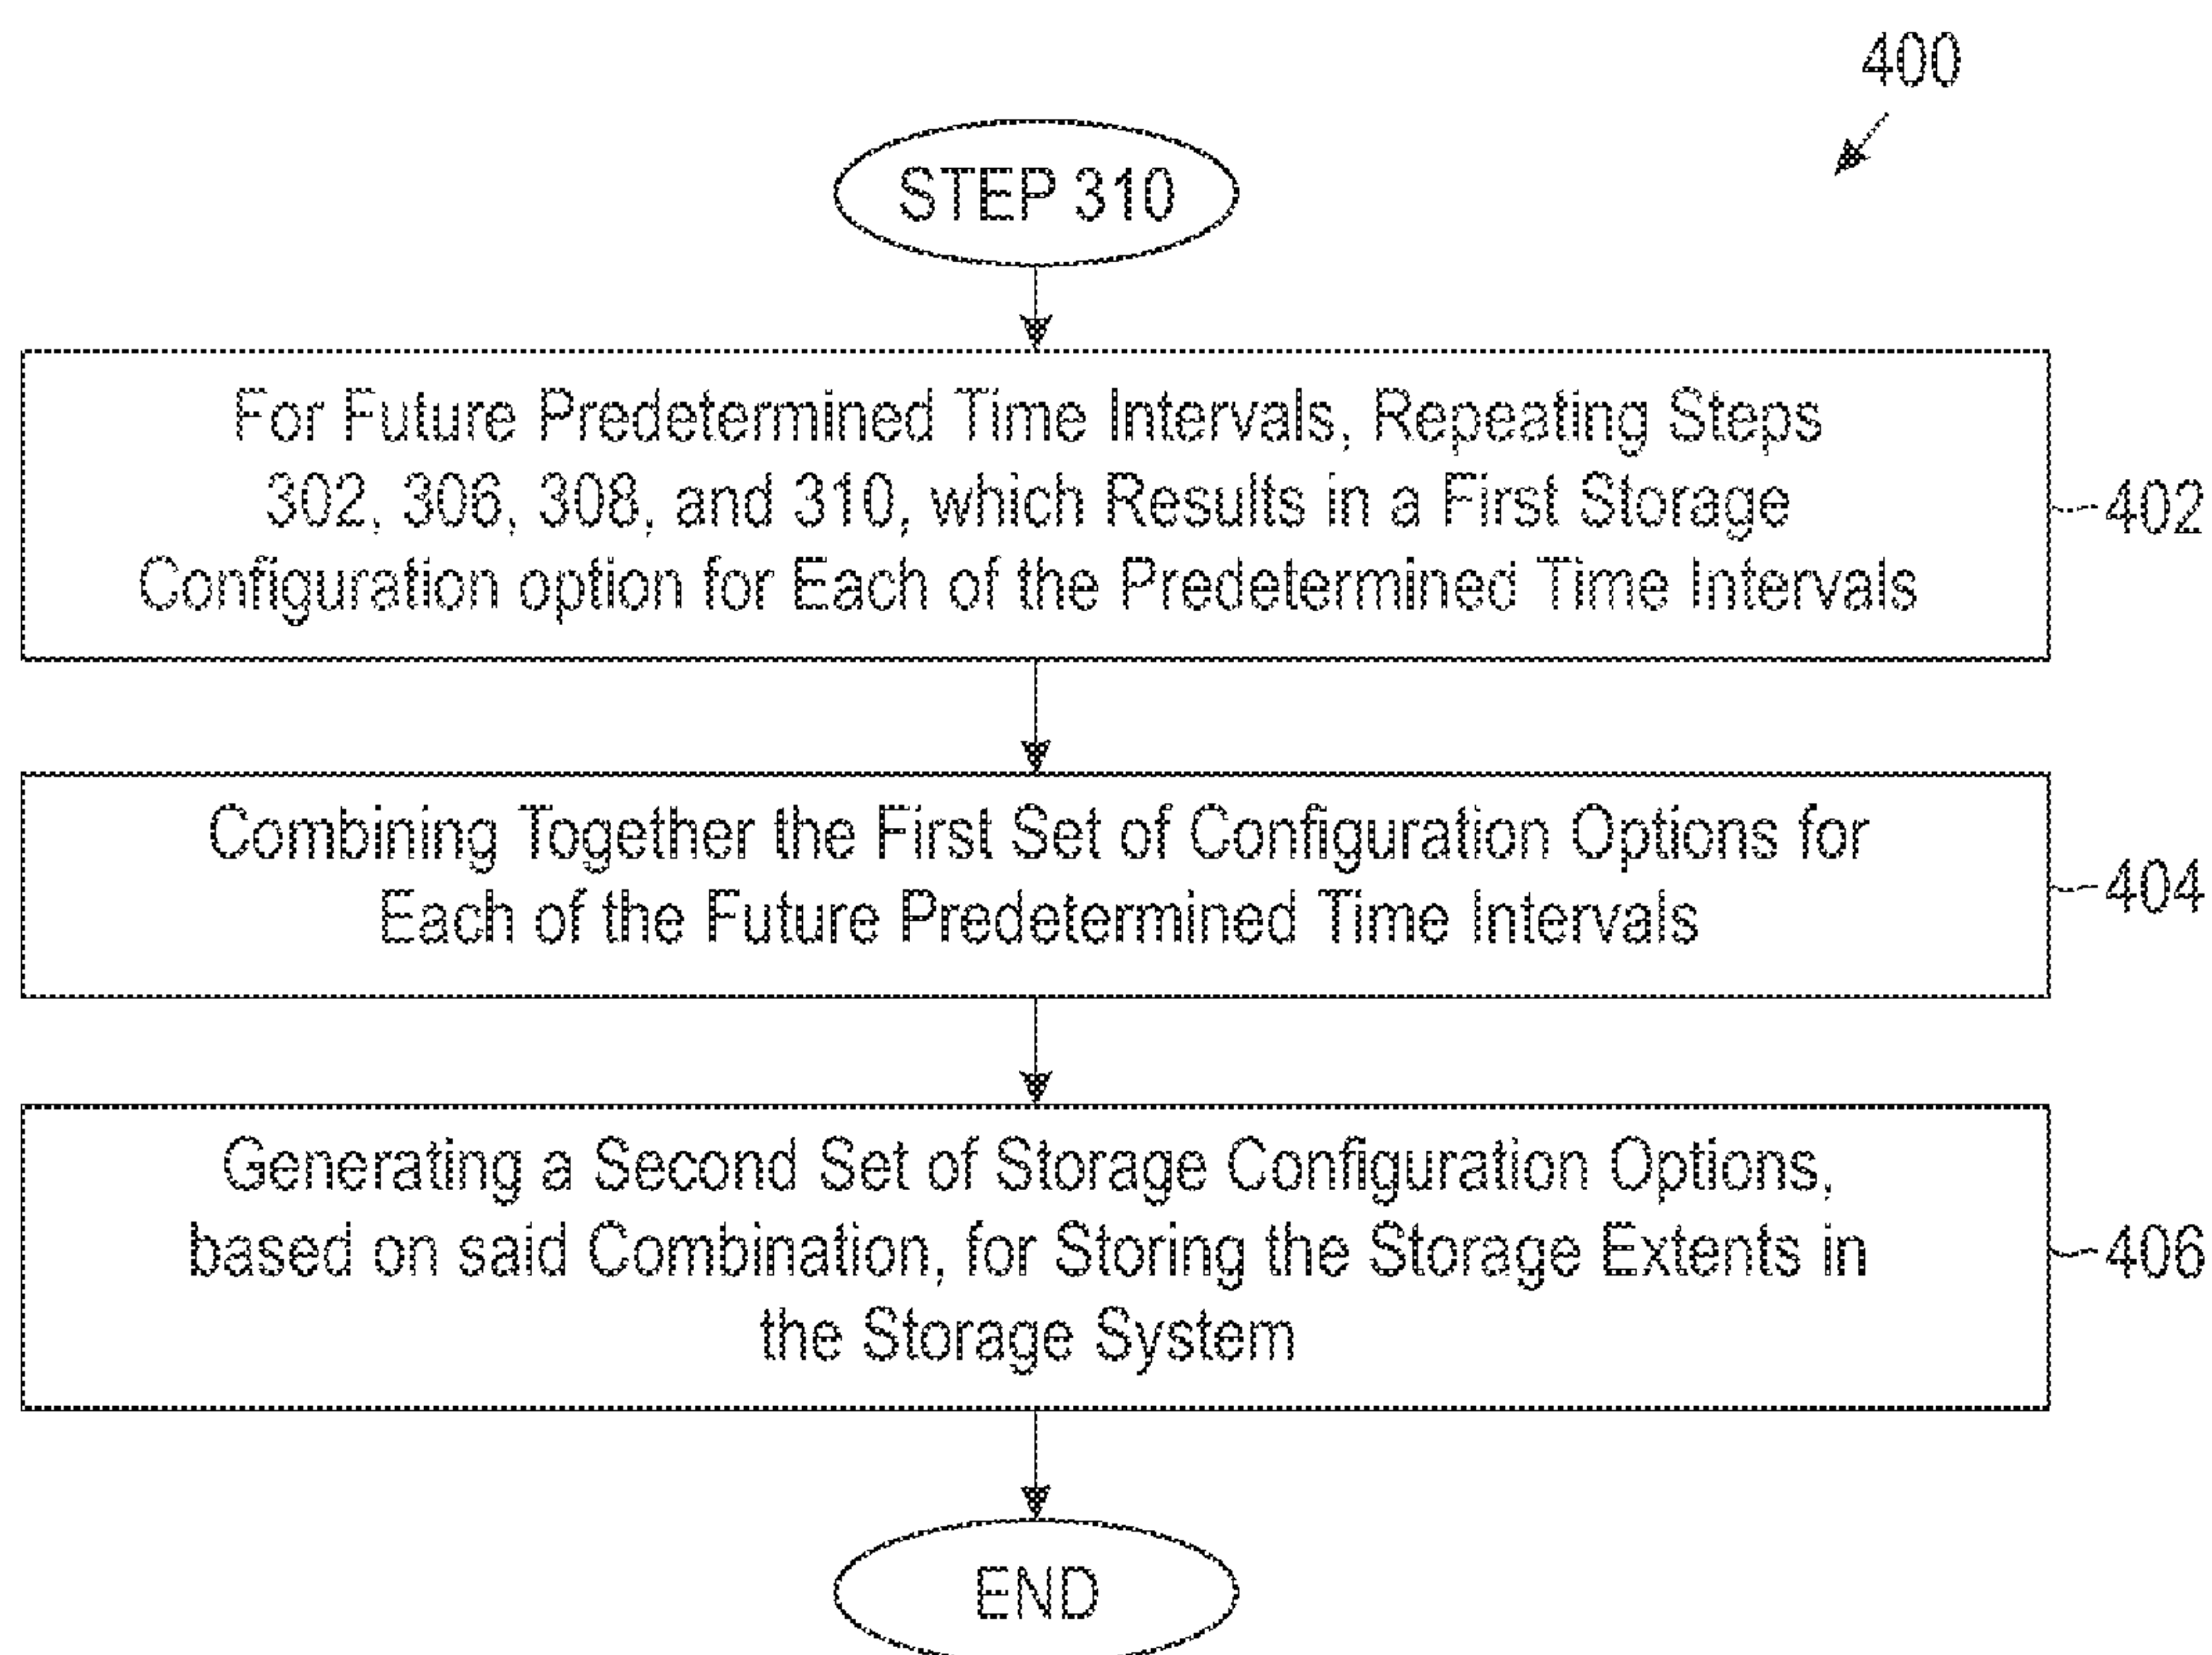 400
STEP 310
For Future Predetermined Time Intervals, Repeating Steps
302, 306, 308, and 310, which Results in a First Storage
Configuration option for Each of the Predetermined Time Intervals
402
Combining Together the First Set of Configuration Options for
Each of the Future Predetermined Time Intervals
404
Generating a Second Set of Storage Configuration Options,
based on said Combination, for Storing the Storage Extents in
the Storage System
406
END